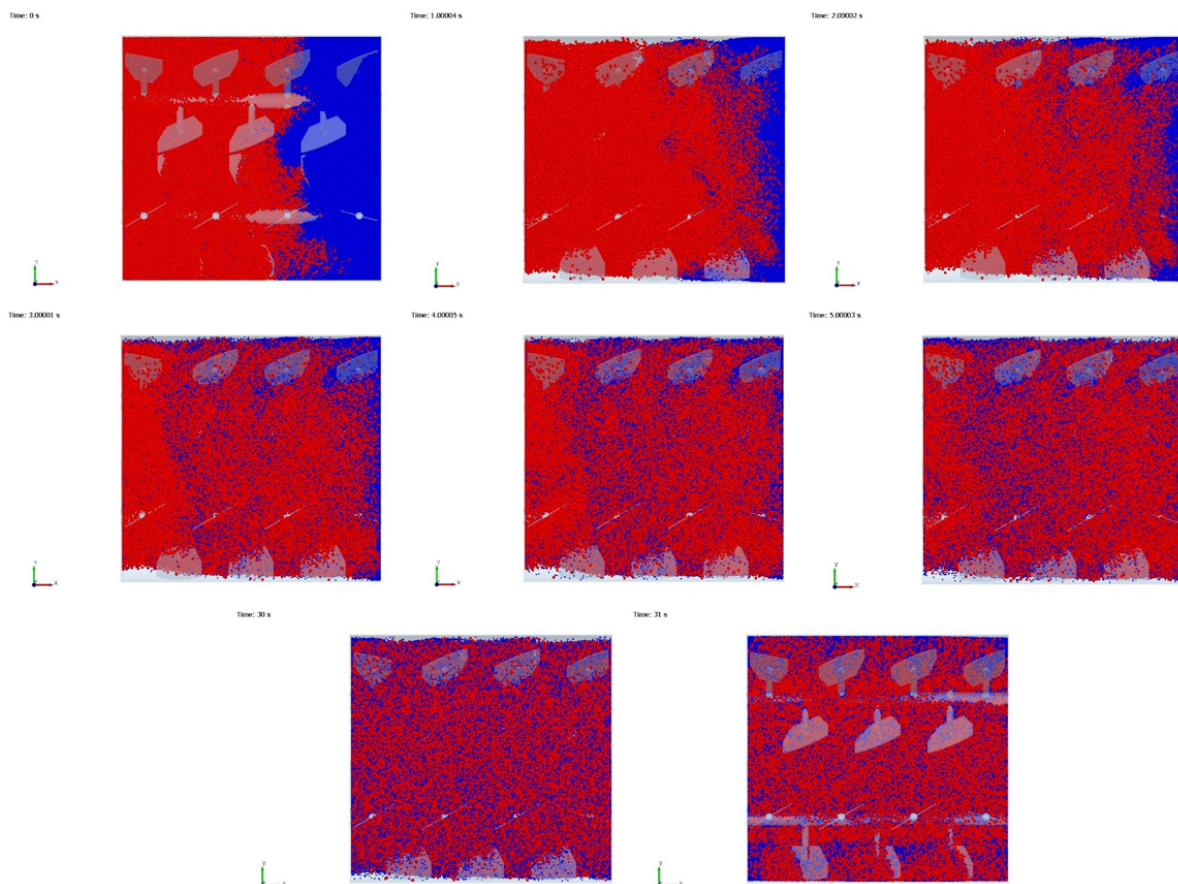 Time: 0 s
Time: 1.00004 s
Time: 2.00002 s
Y
X
Y
X
Y
X
Time: 3.00001 s
Time: 4.00005 s
Time: 5.00003 s
Y
X
Y
X
Y
X
Time: 30 s
Time: 31 s
Y
X
Y
X